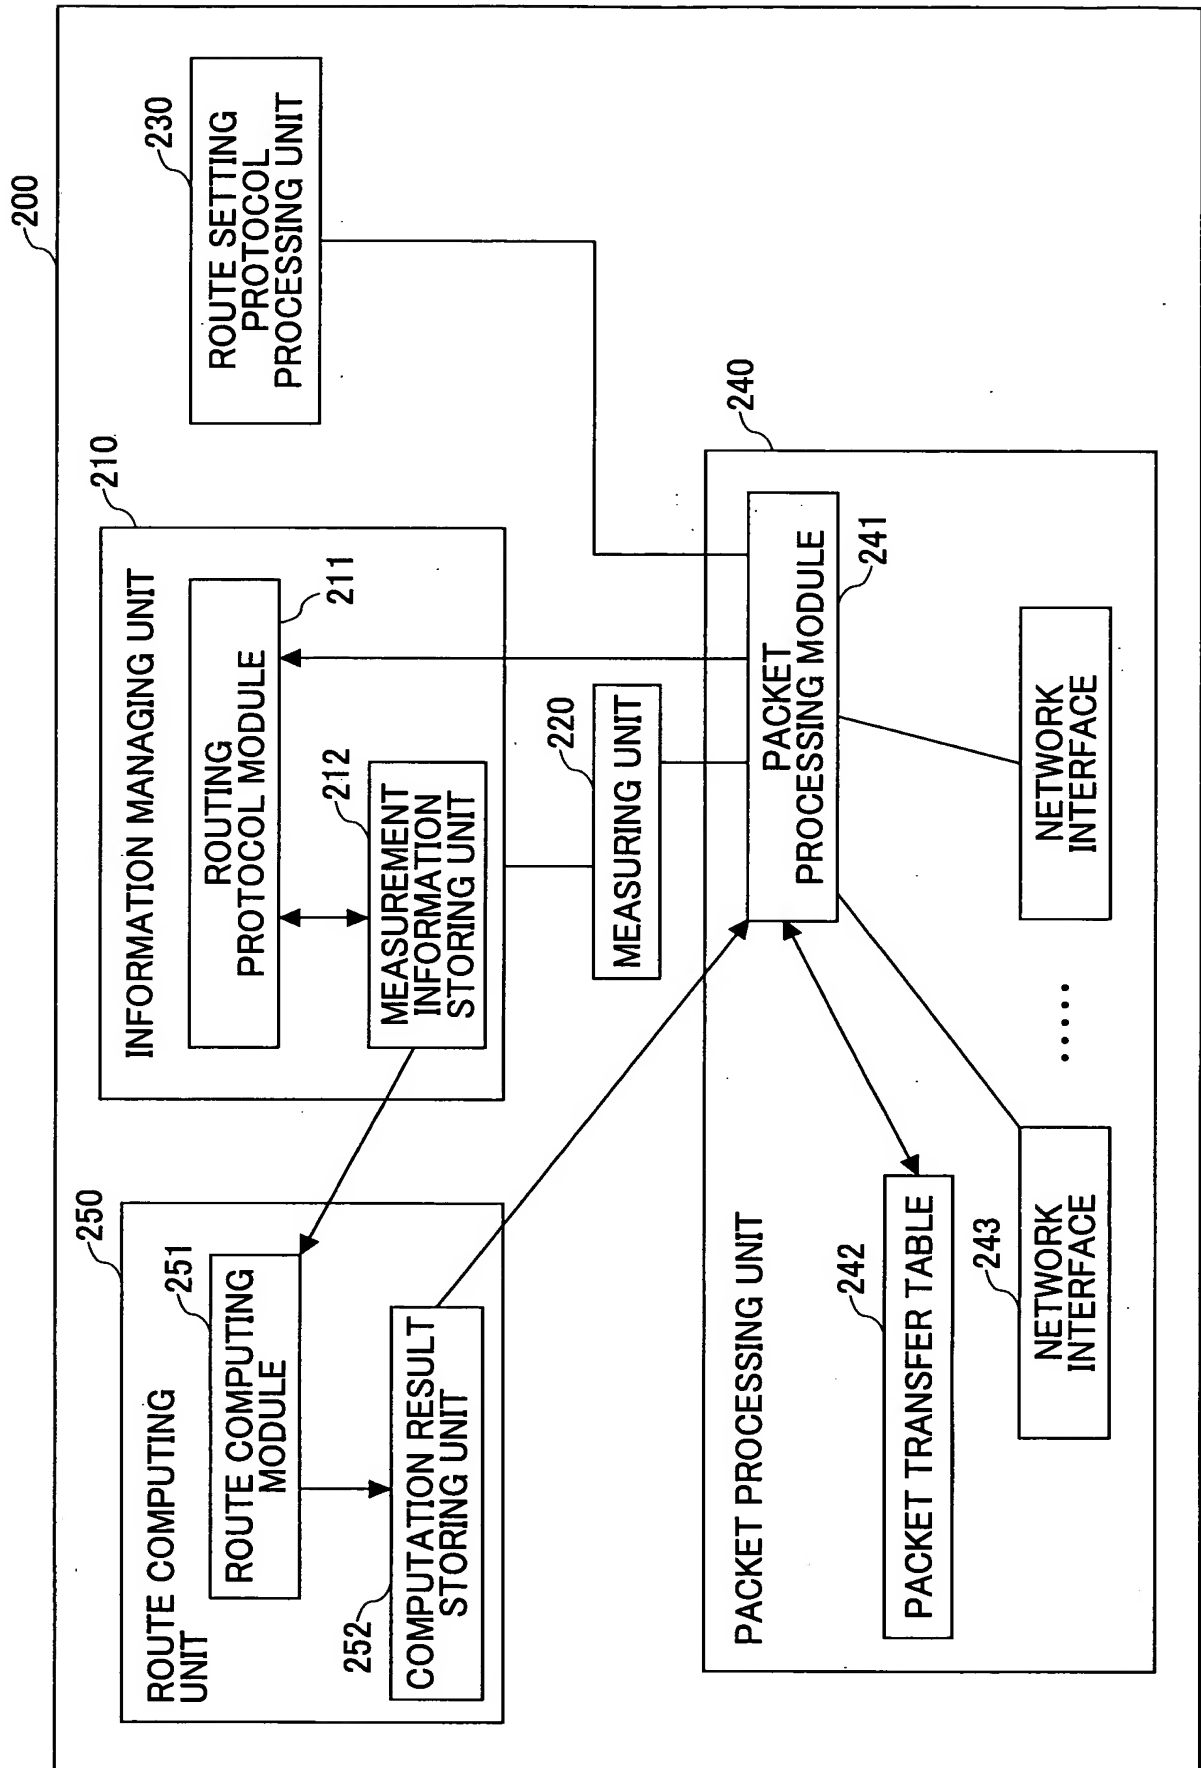 200
250
ROUTE COMPUTING
UNIT
251
ROUTE COMPUTING
MODULE
252
COMPUTATION RESULT
STORING UNIT
210
INFORMATION MANAGING UNIT
ROUTING
PROTOCOL MODULE
211
212
MEASUREMENT
INFORMATION
STORING UNIT
230
ROUTE SETTING
PROTOCOL
PROCESSING UNIT
220
MEASURING UNIT
240
PACKET PROCESSING UNIT
PACKET
PROCESSING MODULE
241
242
PACKET TRANSFER TABLE
243
NETWORK
INTERFACE
.....
NETWORK
INTERFACE